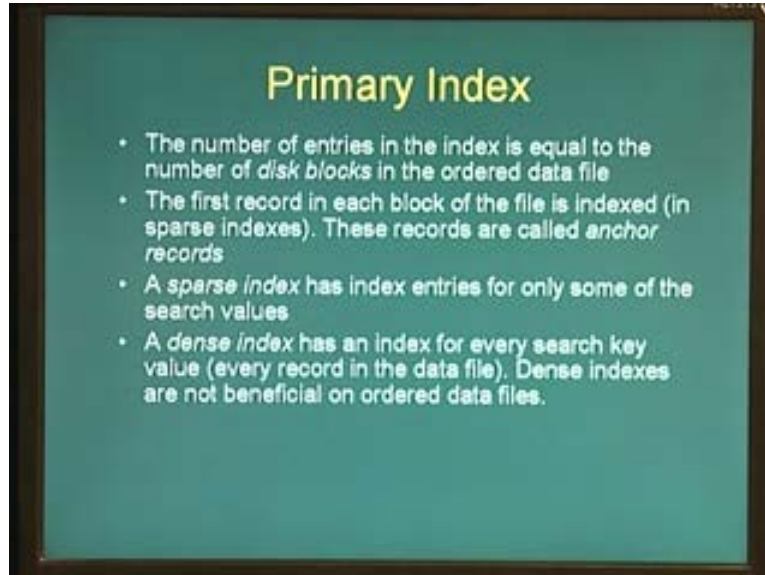 Primary Index
• The number of entries in the index is equal to the
number of disk blocks in the ordered data file
• The first record in each block of the file is indexed (in
sparse indexes). These records are called anchor
records
• A sparse index has index entries for only some of the
search values
• A dense index has an index for every search key
value (every record in the data file). Dense indexes
are not beneficial on ordered data files.